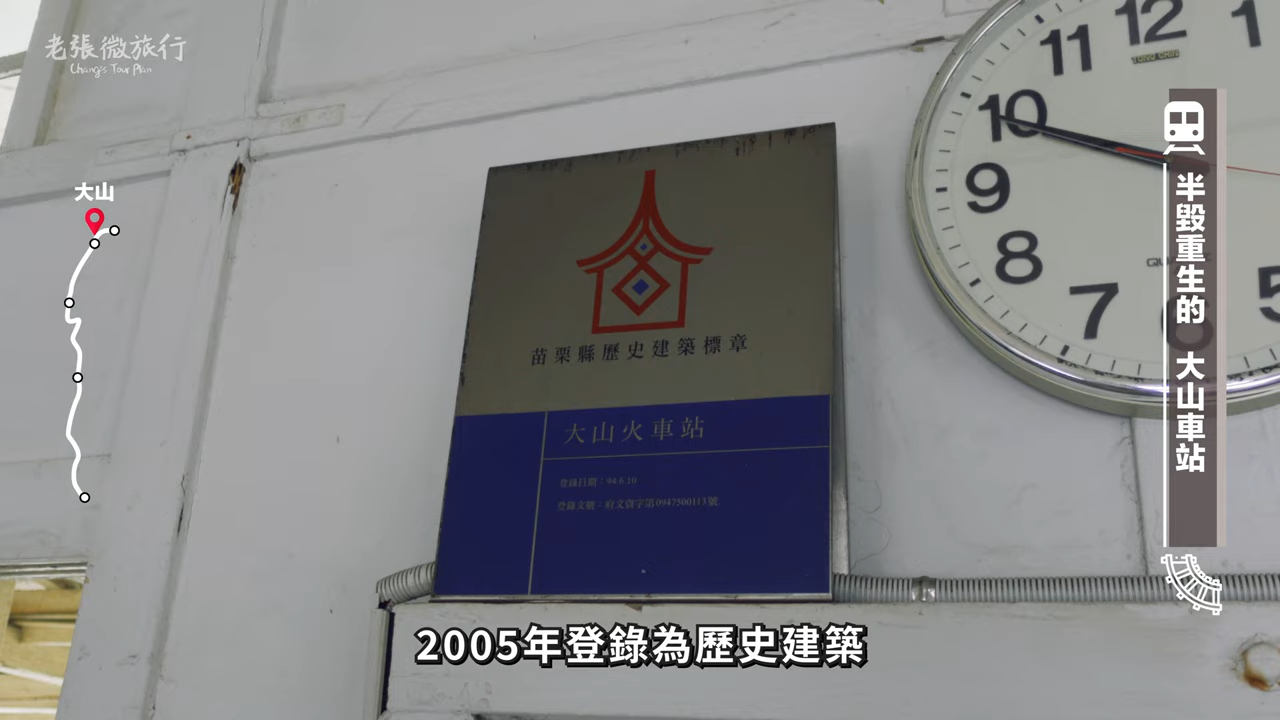 老張微旅行
Chang's Tour Plan
大山
苗栗縣歷史建築標章
大山火車站
登錄日期：94.6.10
登錄文號：府文資字第0947500113號
11
12
1
TONG CHIN
10
9
8
7
6
5
半毀重生的 大山車站
2005年登錄為歷史建築